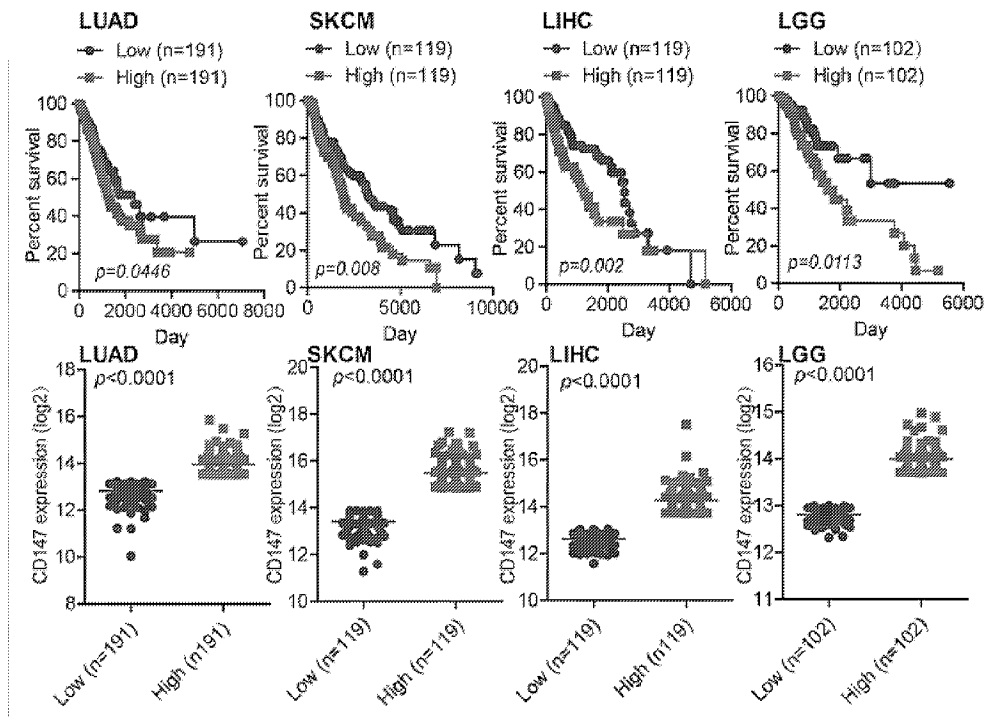 LUAD
Low (n=191)
High (n=191)
Percent survival
100
80
60
40
20
0
p=0.0446
0 2000 4000 6000 8000
Day
SKCM
Low (n=119)
High (n=119)
Percent survival
100
80
60
40
20
0
p=0.008
0 5000 10000
Day
LIHC
Low (n=119)
High (n=119)
Percent survival
100
80
60
40
20
0
p=0.002
0 1000 2000 3000 4000 5000 6000
Day
LGG
Low (n=102)
High (n=102)
Percent survival
100
80
60
40
20
0
p=0.0113
0 2000 4000 6000
Day
LUAD
p<0.0001
CD147 expression (log2)
18
16
14
12
10
8
Low (n=191)
High (n191)
SKCM
p<0.0001
CD147 expression (log2)
20
18
16
14
12
10
Low (n=119)
High (n=119)
LIHC
p<0.0001
CD147 expression (log2)
20
18
16
14
12
10
Low (n=119)
High (n119)
LGG
p<0.0001
CD147 expression (log2)
16
15
14
13
12
11
Low (n=102)
High (n=102)